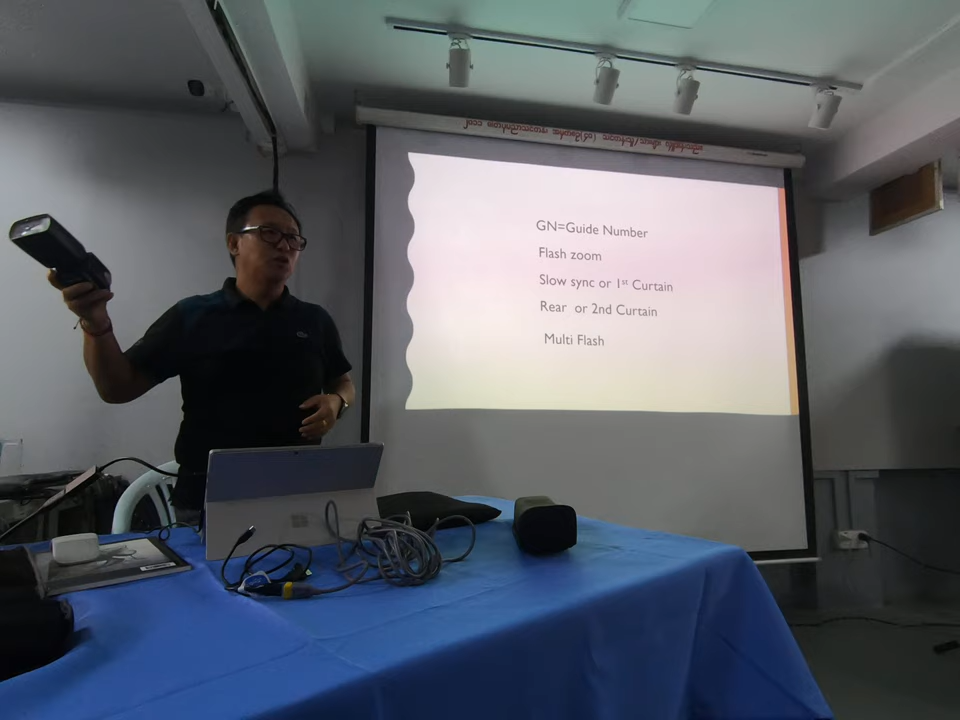 GN=Guide Number
Flash zoom
Slow sync or 1st Curtain
Rear or 2nd Curtain
Multi Flash